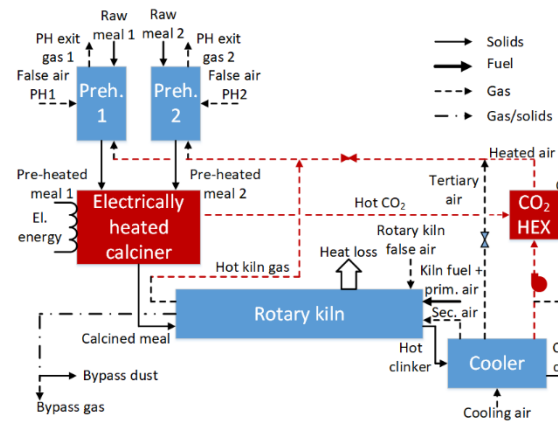 Raw
meal 1
Raw
meal 2
PH exit
gas 1
PH exit
gas 2
False air
PH1
False air
PH2
Preh.
1
Preh.
2
Solids
Fuel
Gas
Gas/solids
Heated air
Pre-heated
meal 1
Pre-heated
meal 2
Tertiary
air
El.
energy
Electrically
heated
calciner
Hot CO₂
CO₂
HEX
Hot kiln gas
Heat loss
Rotary kiln
false air
Kiln fuel +
prim. air
Sec. air
Rotary kiln
Calcined meal
Hot
clinker
Cooler
Bypass dust
Bypass gas
Cooling air